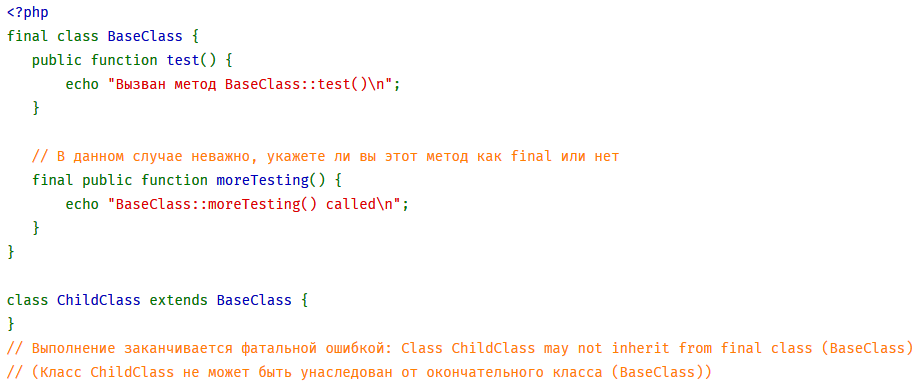 <?php
final class BaseClass {
   public function test() {
       echo "Вызван метод BaseClass::test()\n";
   }

   // В данном случае неважно, укажете ли вы этот метод как final или нет
   final public function moreTesting() {
       echo "BaseClass::moreTesting() called\n";
   }
}

class ChildClass extends BaseClass {
}
// Выполнение заканчивается фатальной ошибкой: Class ChildClass may not inherit from final class (BaseClass)
// (Класс ChildClass не может быть унаследован от окончательного класса (BaseClass))